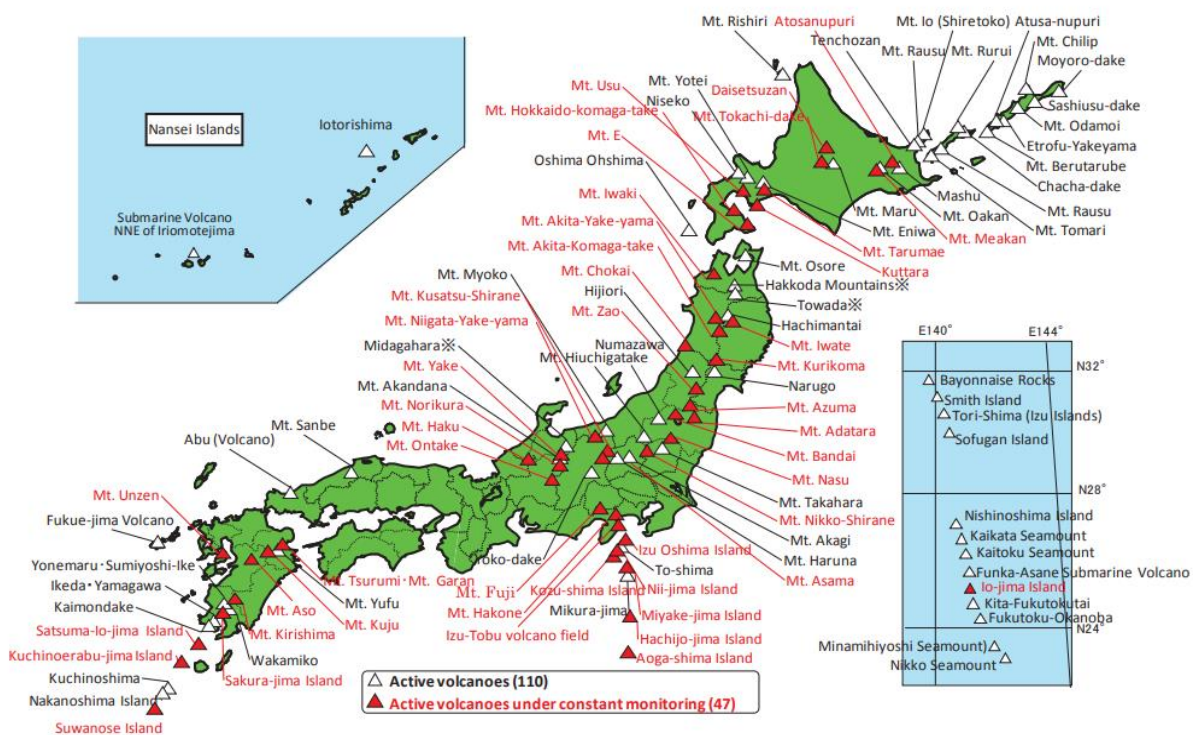 Nansei Islands
Iotorishima
Submarine Volcano
NNE of Iriomotejima
Mt. Rishiri
Atosanupuri
Tenchozan
Mt. Io (Shiretoko)
Mt. Rausu
Mt. Rurui
Atusa-nupuri
Mt. Chilip
Moyoro-dake
Sashiusu-dake
Mt. Odamoi
Etrofu-Yakeyama
Mt. Berutarube
Chacha-dake
Mt. Rausu
Mt. Tomari
Mashu
Mt. Oakan
Mt. Meakan
Mt. Maru
Mt. Eniwa
Mt. Tarumae
Kuttara
Mt. Usu
Mt. Yotei
Niseko
Daisetsuzan
Mt. Hokkaido-komaga-take
Mt. Tokachi-dake
Mt. E
Oshima Ohshima
Mt. Iwaki
Mt. Akita-Yake-yama
Mt. Akita-Komaga-take
Mt. Chokai
Hijiori
Mt. Zao
Numazawa
Mt. Hiuchigatake
Mt. Myoko
Mt. Kusatsu-Shirane
Mt. Niigata-Yake-yama
Midagahara※
Mt. Yake
Mt. Akandana
Mt. Norikura
Mt. Haku
Mt. Ontake
Mt. Sanbe
Abu (Volcano)
Mt. Osore
Hakkoda Mountains※
Towada※
Hachimantai
Mt. Iwate
Mt. Kurikoma
Narugo
Mt. Azuma
Mt. Adatara
Mt. Bandai
Mt. Nasu
Mt. Takahara
Mt. Nikko-Shirane
Mt. Akagi
Mt. Haruna
Mt. Asama
Yoko-dake
Mt. Fuji
Mt. Hakone
Izu-Tobu volcano field
Izu Oshima Island
To-shima
Nii-jima Island
Kozu-shima Island
Mikura-jima
Miyake-jima Island
Hachijo-jima Island
Aoga-shima Island
Mt. Unzen
Fukue-jima Volcano
Yonemaru・Sumiyoshi-Ike
Ikeda・Yamagawa
Kaimondake
Satsuma-Io-jima Island
Kuchinoerabu-jima Island
Kuchinoshima
Nakanoshima Island
Suwanose Island
Mt. Tsurumi・Mt. Garan
Mt. Yufu
Mt. Kuju
Mt. Aso
Mt. Kirishima
Wakamiko
Sakura-jima Island
Active volcanoes (110)
Active volcanoes under constant monitoring (47)
E140° E144°
N32°
Bayonnaise Rocks
Smith Island
Tori-Shima (Izu Islands)
Sofugan Island
N28°
Nishinoshima Island
Kaikata Seamount
Kaitoku Seamount
Funka-Asane Submarine Volcano
Io-jima Island
Kita-Fukutokutai
Fukutoku-Okanoba
N24°
Minamihiyoshi Seamount)
Nikko Seamount